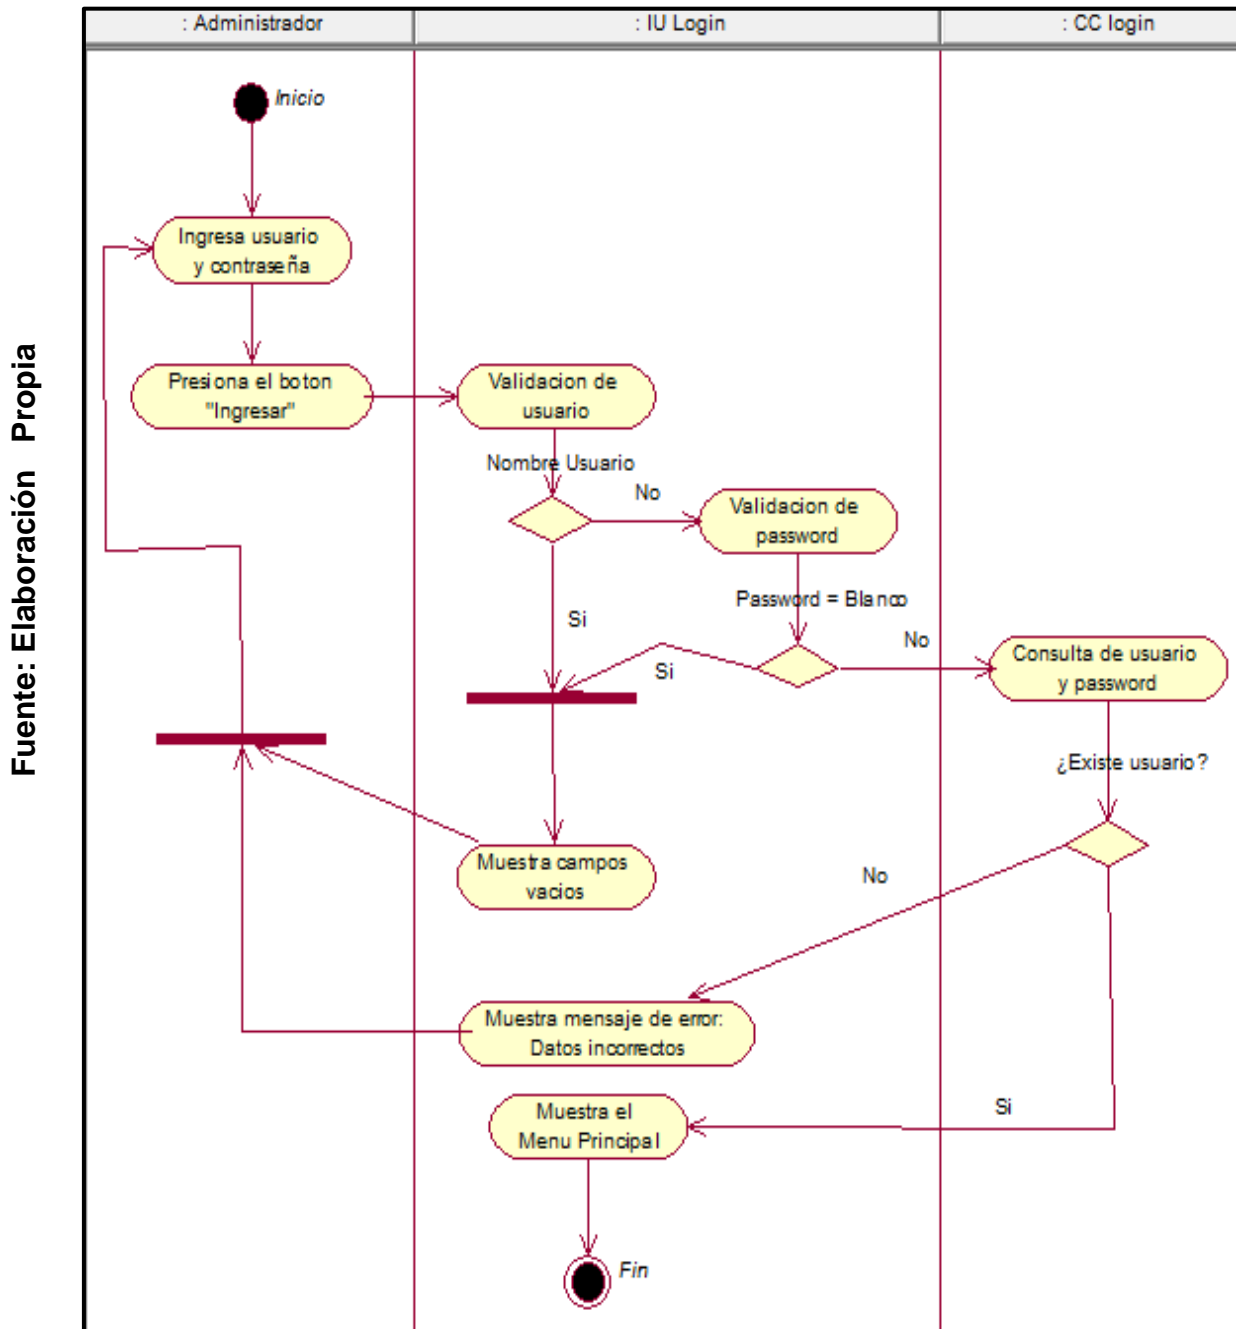 : Administrador
: IU Login
: CC login
Inicio
Ingresa usuario
y contraseña
Presiona el boton
"Ingresar"
Validacion de
usuario
Nombre Usuario
No
Validacion de
password
Si
Password = Blanco
Si
No
Consulta de usuario
y password
¿Existe usuario?
Muestra campos
vacios
No
Muestra mensaje de error:
Datos incorrectos
Si
Muestra el
Menu Principal
Fin
Fuente: Elaboración Propia